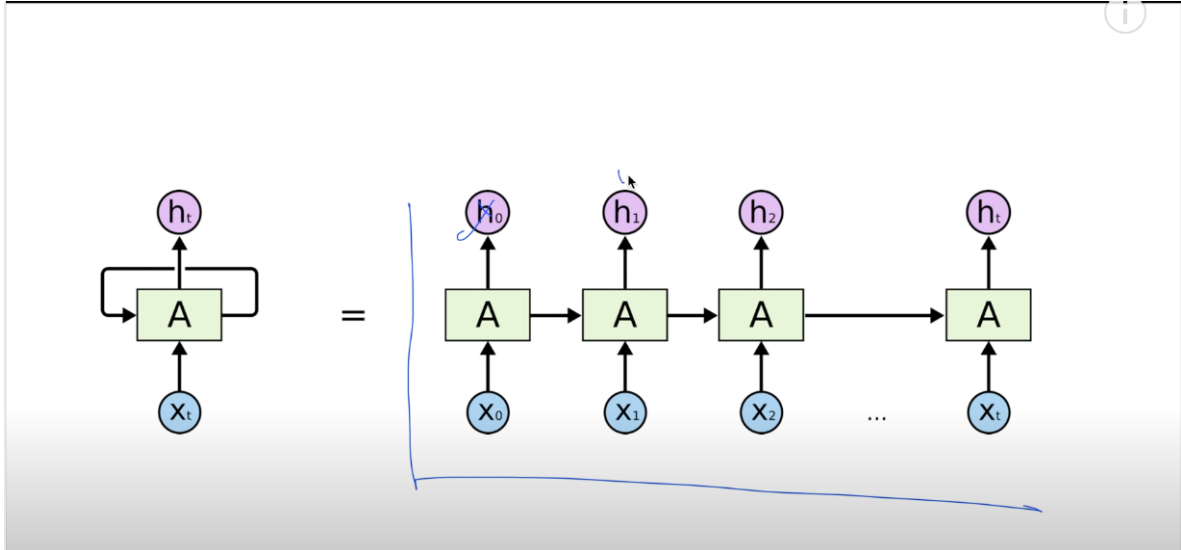 i
hₜ h₀ h₁ h₂ hₜ
A = A A A A
xₜ x₀ x₁ x₂ ... xₜ